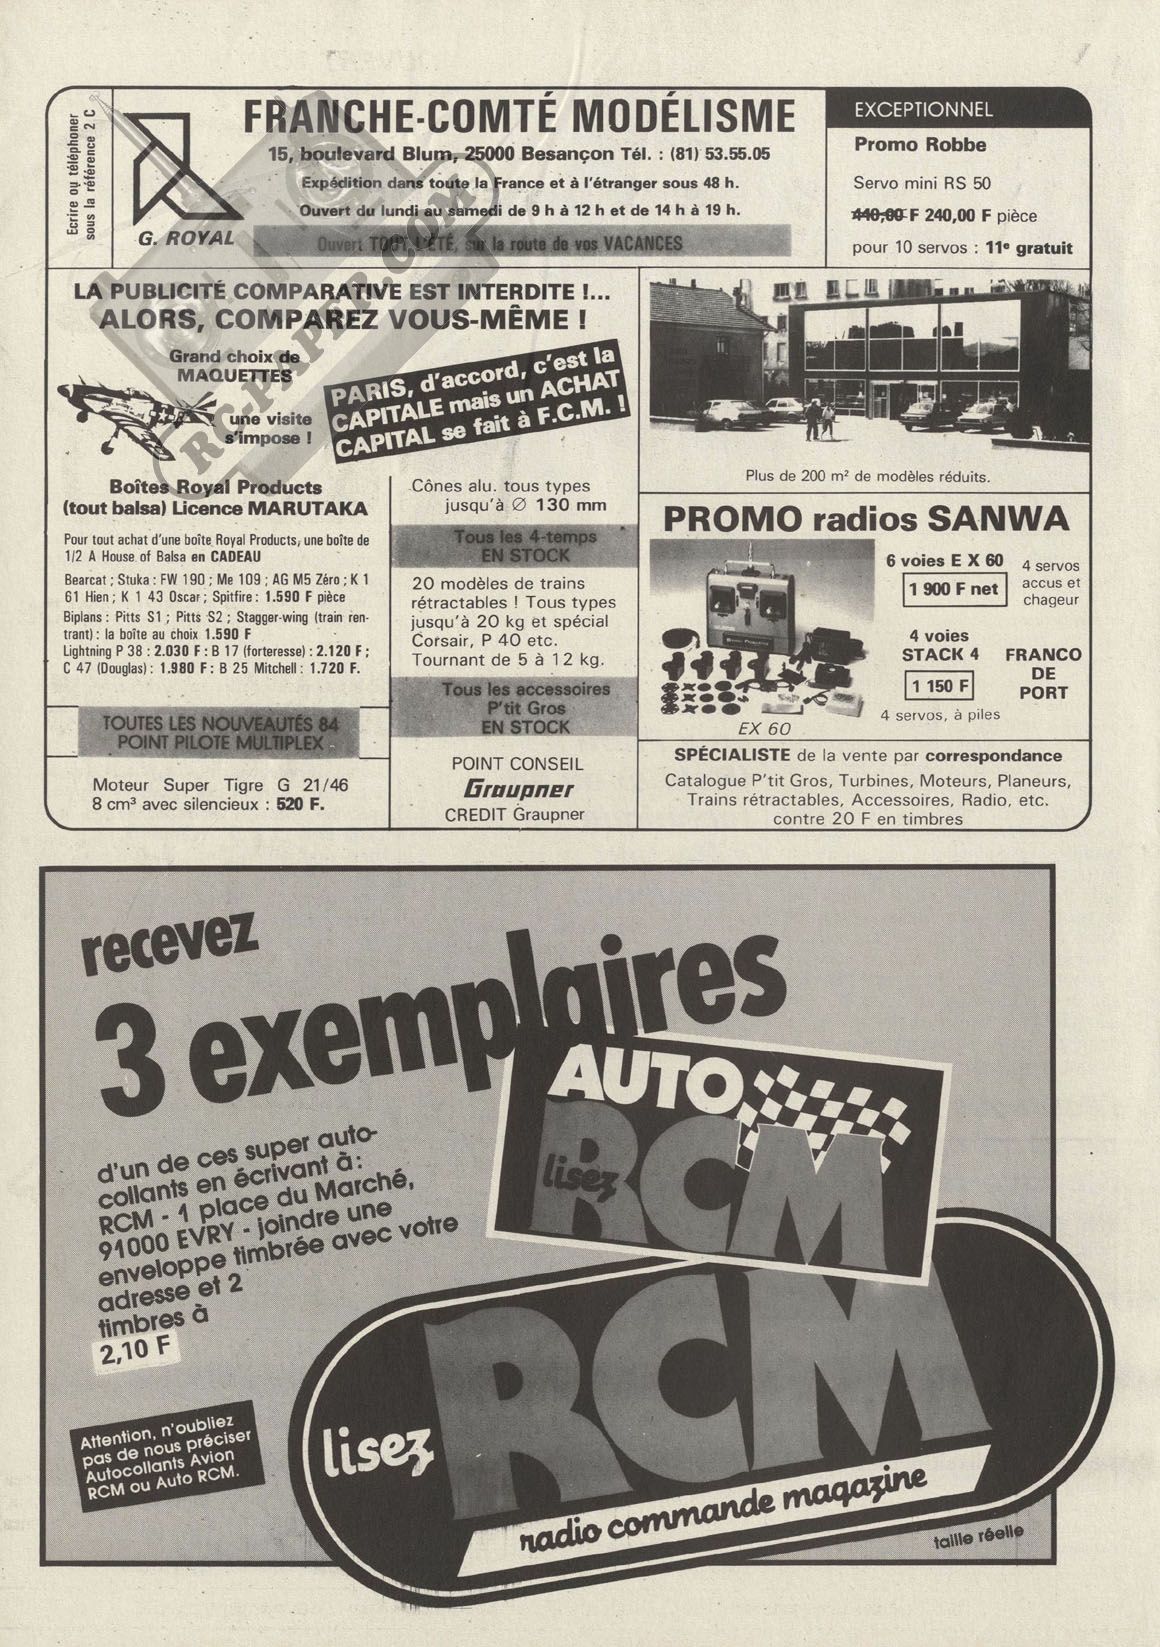 Ecrire ou téléphoner
sous la référence 2 C
G. ROYAL
FRANCHE-COMTÉ MODÉLISME
15, boulevard Blum, 25000 Besançon Tél. : (81) 53.55.05
Expédition dans toute la France et à l'étranger sous 48 h.
Ouvert du lundi au samedi de 9 h à 12 h et de 14 h à 19 h.
Ouvert TOUT L'ÉTÉ, sur la route de vos VACANCES
EXCEPTIONNEL
Promo Robbe
Servo mini RS 50
440,00 F 240,00 F pièce
pour 10 servos : 11e gratuit
RC-PAPER.COM
LA PUBLICITÉ COMPARATIVE EST INTERDITE !...
ALORS, COMPAREZ VOUS-MÊME !
Grand choix de
MAQUETTES
une visite
s'impose !
PARIS, d'accord, c'est la
CAPITALE mais un ACHAT
CAPITAL se fait à F.C.M. !
Plus de 200 m² de modèles réduits.
Boîtes Royal Products
(tout balsa) Licence MARUTAKA
Pour tout achat d'une boîte Royal Products, une boîte de
1/2 A House of Balsa en CADEAU
Bearcat ; Stuka : FW 190 ; Me 109 ; AG M5 Zéro ; K 1
61 Hien ; K 1 43 Oscar ; Spitfire : 1.590 F pièce
Biplans : Pitts S1 ; Pitts S2 ; Stagger-wing (train ren-
trant) : la boîte au choix 1.590 F
Lightning P 38 : 2.030 F : B 17 (forteresse) : 2.120 F ;
C 47 (Douglas) : 1.980 F : B 25 Mitchell : 1.720 F.
TOUTES LES NOUVEAUTÉS 84
POINT PILOTE MULTIPLEX
Moteur Super Tigre G 21/46
8 cm³ avec silencieux : 520 F.
Cônes alu. tous types
jusqu'à ∅ 130 mm
Tous les 4-temps
EN STOCK
20 modèles de trains
rétractables ! Tous types
jusqu'à 20 kg et spécial
Corsair, P 40 etc.
Tournant de 5 à 12 kg.
Tous les accessoires
P'tit Gros
EN STOCK
POINT CONSEIL
Graupner
CREDIT Graupner
PROMO radios SANWA
6 voies E X 60
1 900 F net
4 servos
accus et
chageur
4 voies
STACK 4
1 150 F
FRANCO
DE
PORT
4 servos, à piles
EX 60
SPÉCIALISTE de la vente par correspondance
Catalogue P'tit Gros, Turbines, Moteurs, Planeurs,
Trains rétractables, Accessoires, Radio, etc.
contre 20 F en timbres
recevez
3 exemplaires
d'un de ces super auto-
collants en écrivant à :
RCM - 1 place du Marché,
91000 EVRY - joindre une
enveloppe timbrée avec votre
adresse et 2
timbres à
2,10 F
Attention, n'oubliez
pas de nous préciser
Autocollants Avion
RCM ou Auto RCM.
AUTO
lisez
RCM
lisez
RCM
radio commande magazine
taille réelle